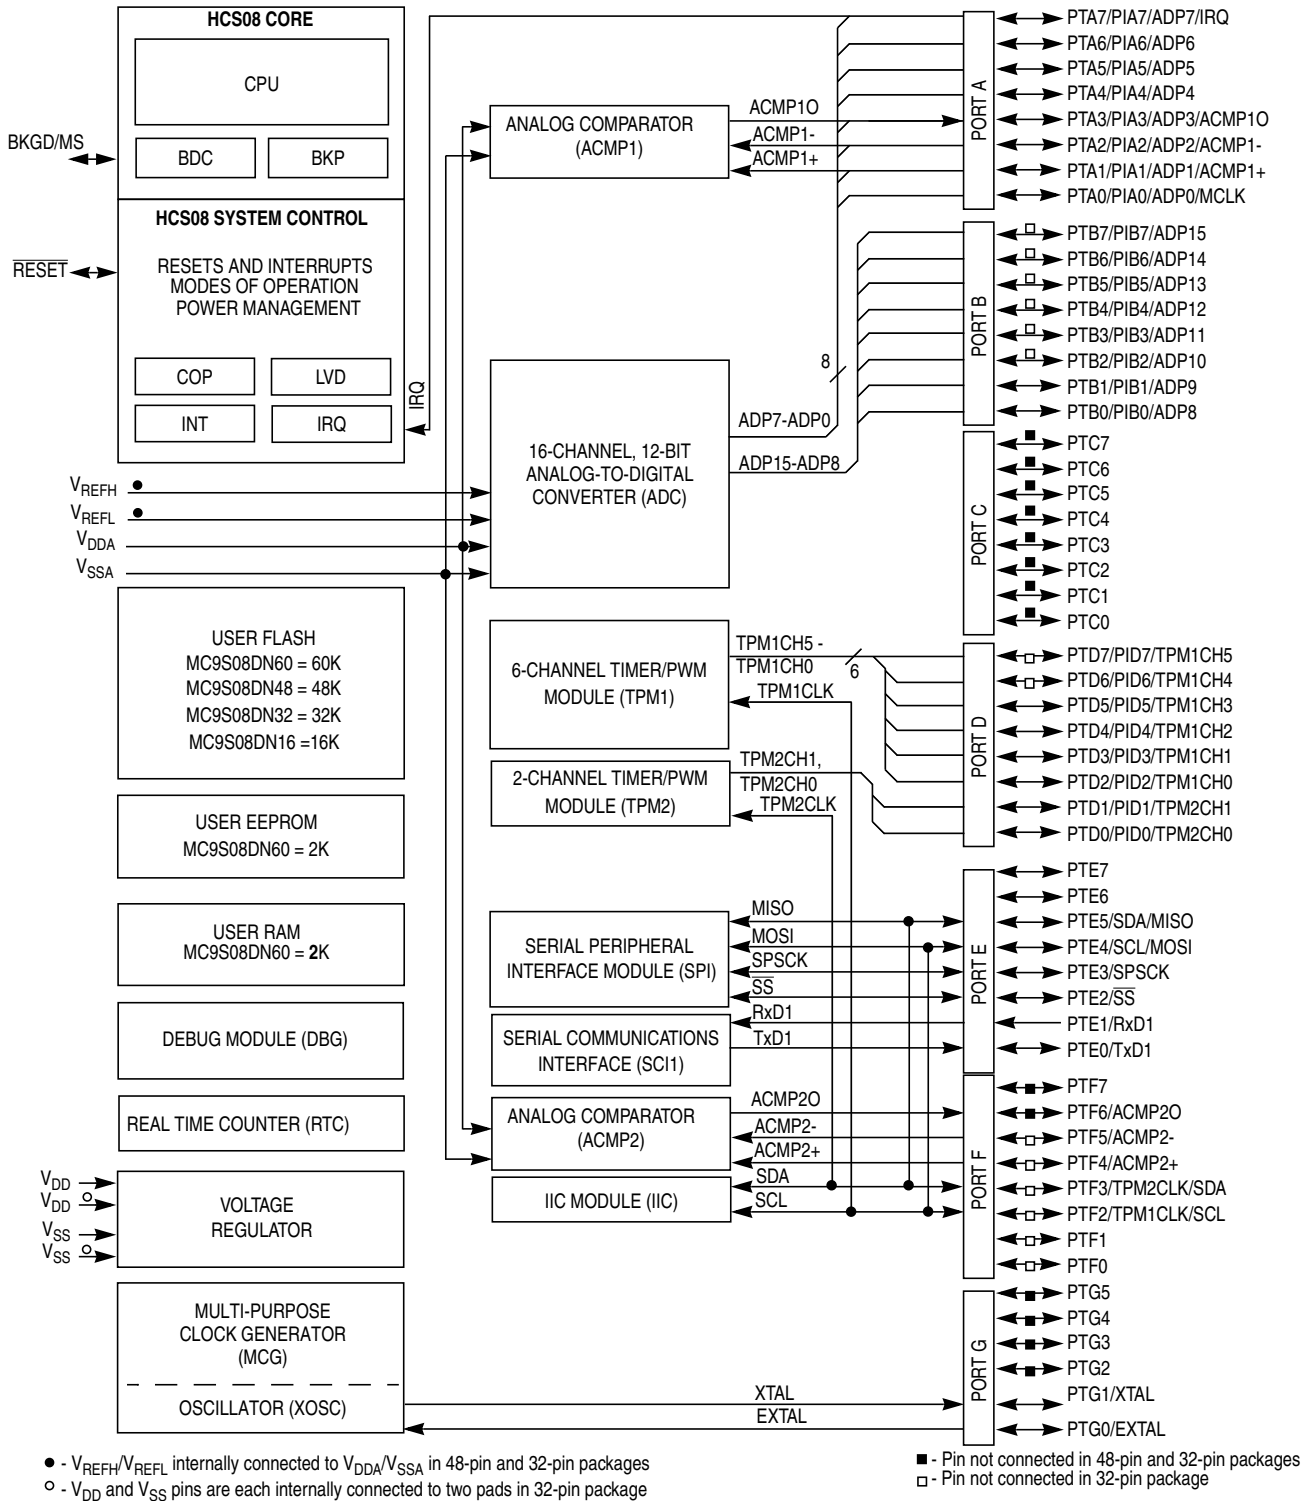 HCS08 CORE
CPU
BDC
BKP
BKGD/MS
HCS08 SYSTEM CONTROL
RESETS AND INTERRUPTS
MODES OF OPERATION
POWER MANAGEMENT
RESET
COP
LVD
INT
IRQ
IRQ
VREFH
VREFL
VDDA
VSSA
USER FLASH
MC9S08DN60 = 60K
MC9S08DN48 = 48K
MC9S08DN32 = 32K
MC9S08DN16 =16K
USER EEPROM
MC9S08DN60 = 2K
USER RAM
MC9S08DN60 = 2K
DEBUG MODULE (DBG)
REAL TIME COUNTER (RTC)
VDD
VDD
VSS
VSS
VOLTAGE
REGULATOR
MULTI-PURPOSE
CLOCK GENERATOR
(MCG)
OSCILLATOR (XOSC)
ANALOG COMPARATOR
(ACMP1)
ACMP1O
ACMP1-
ACMP1+
16-CHANNEL, 12-BIT
ANALOG-TO-DIGITAL
CONVERTER (ADC)
8
ADP7-ADP0
ADP15-ADP8
6-CHANNEL TIMER/PWM
MODULE (TPM1)
TPM1CH5 -
TPM1CH0
6
TPM1CLK
2-CHANNEL TIMER/PWM
MODULE (TPM2)
TPM2CH1,
TPM2CH0
TPM2CLK
SERIAL PERIPHERAL
INTERFACE MODULE (SPI)
MISO
MOSI
SPSCK
SS
SERIAL COMMUNICATIONS
INTERFACE (SCI1)
RxD1
TxD1
ANALOG COMPARATOR
(ACMP2)
ACMP2O
ACMP2-
ACMP2+
IIC MODULE (IIC)
SDA
SCL
XTAL
EXTAL
PORT A
PTA7/PIA7/ADP7/IRQ
PTA6/PIA6/ADP6
PTA5/PIA5/ADP5
PTA4/PIA4/ADP4
PTA3/PIA3/ADP3/ACMP1O
PTA2/PIA2/ADP2/ACMP1-
PTA1/PIA1/ADP1/ACMP1+
PTA0/PIA0/ADP0/MCLK
PORT B
PTB7/PIB7/ADP15
PTB6/PIB6/ADP14
PTB5/PIB5/ADP13
PTB4/PIB4/ADP12
PTB3/PIB3/ADP11
PTB2/PIB2/ADP10
PTB1/PIB1/ADP9
PTB0/PIB0/ADP8
PORT C
PTC7
PTC6
PTC5
PTC4
PTC3
PTC2
PTC1
PTC0
PORT D
PTD7/PID7/TPM1CH5
PTD6/PID6/TPM1CH4
PTD5/PID5/TPM1CH3
PTD4/PID4/TPM1CH2
PTD3/PID3/TPM1CH1
PTD2/PID2/TPM1CH0
PTD1/PID1/TPM2CH1
PTD0/PID0/TPM2CH0
PORT E
PTE7
PTE6
PTE5/SDA/MISO
PTE4/SCL/MOSI
PTE3/SPSCK
PTE2/SS
PTE1/RxD1
PTE0/TxD1
PORT F
PTF7
PTF6/ACMP2O
PTF5/ACMP2-
PTF4/ACMP2+
PTF3/TPM2CLK/SDA
PTF2/TPM1CLK/SCL
PTF1
PTF0
PORT G
PTG5
PTG4
PTG3
PTG2
PTG1/XTAL
PTG0/EXTAL
● - VREFH/VREFL internally connected to VDDA/VSSA in 48-pin and 32-pin packages
○ - VDD and VSS pins are each internally connected to two pads in 32-pin package
■ - Pin not connected in 48-pin and 32-pin packages
□ - Pin not connected in 32-pin package